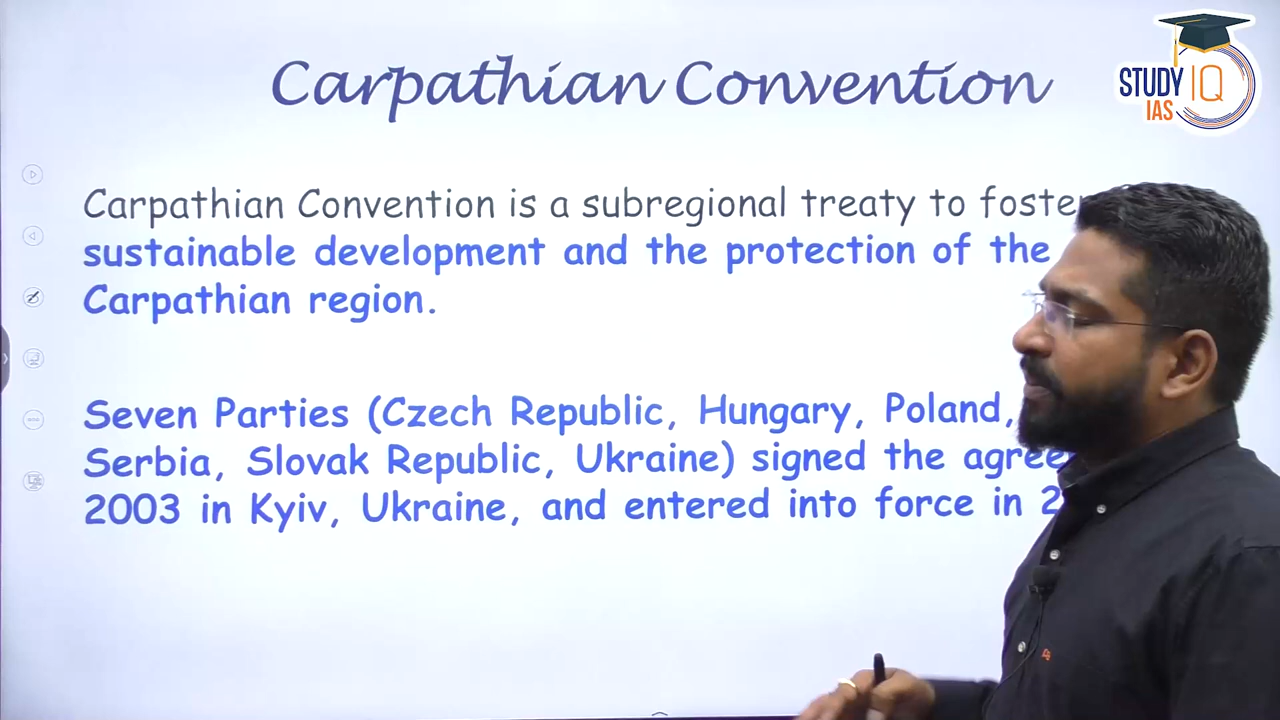 Carpathian Convention
STUDY IQ
IAS
Carpathian Convention is a subregional treaty to foster
sustainable development and the protection of the
Carpathian region.
Seven Parties (Czech Republic, Hungary, Poland,
Serbia, Slovak Republic, Ukraine) signed the
2003 in Kyiv, Ukraine, and entered into force in